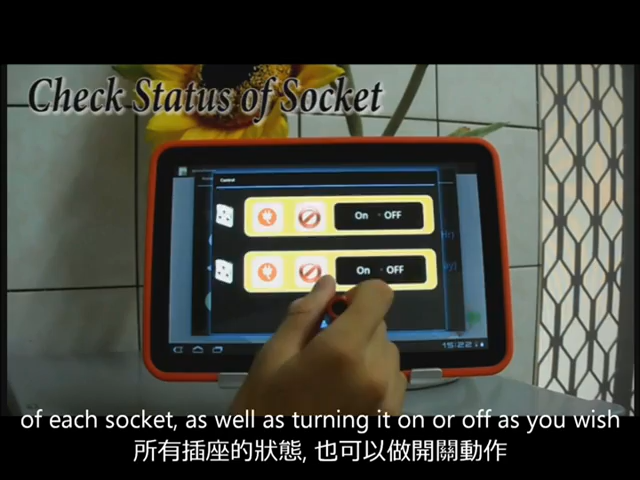 Check Status of Socket
Control
On OFF
On OFF
15:22
of each socket, as well as turning it on or off as you wish
所有插座的狀態, 也可以做開關動作